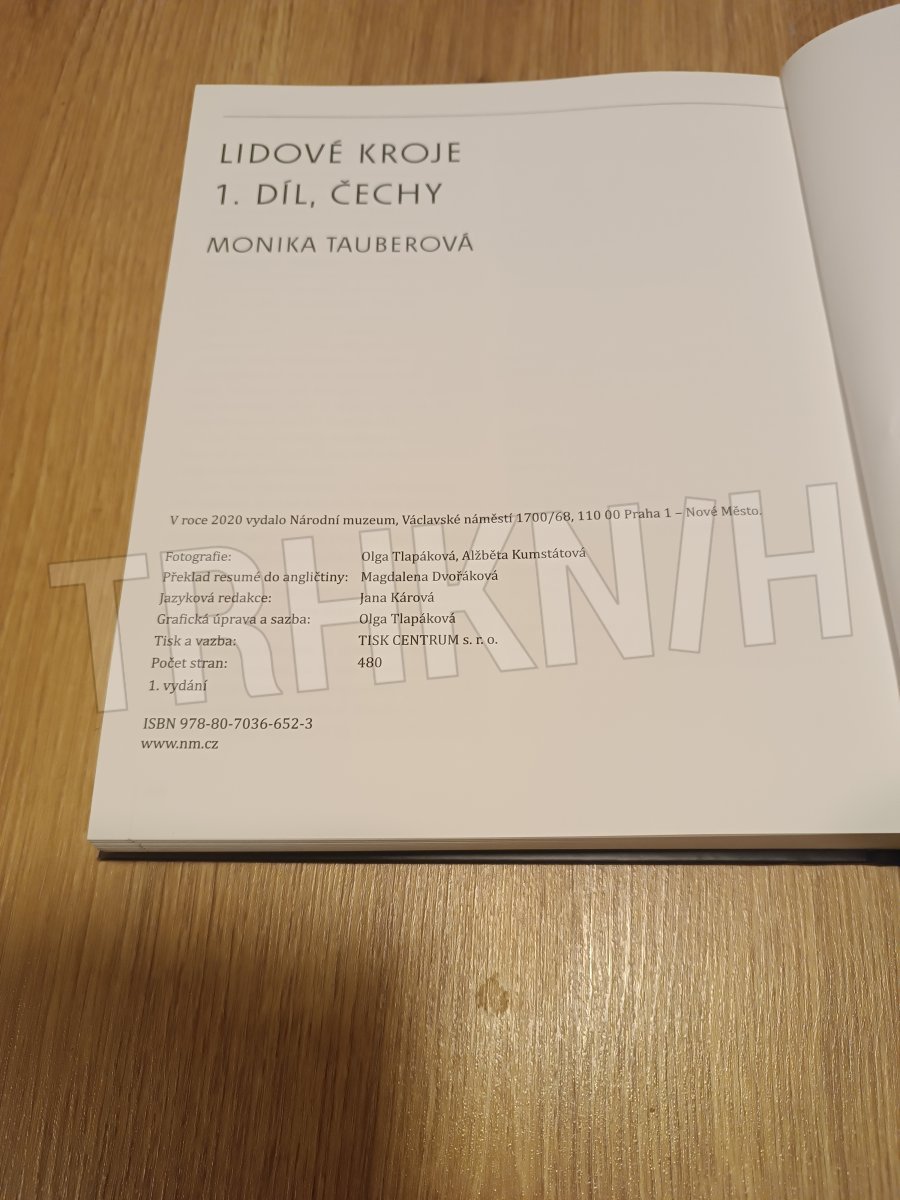 LIDOVÉ KROJE
1. DÍL, ČECHY
MONIKA TAUBEROVÁ
V roce 2020 vydalo Národní muzeum, Václavské náměstí 1700/68, 110 00 Praha 1 – Nové Město.
Fotografie: Olga Tlapáková, Alžběta Kumstátová
Překlad resumé do angličtiny: Magdalena Dvořáková
Jazyková redakce: Jana Kárová
Grafická úprava a sazba: Olga Tlapáková
Tisk a vazba: TISK CENTRUM s. r. o.
Počet stran: 480
1. vydání
ISBN 978-80-7036-652-3
www.nm.cz
TRHKNIH